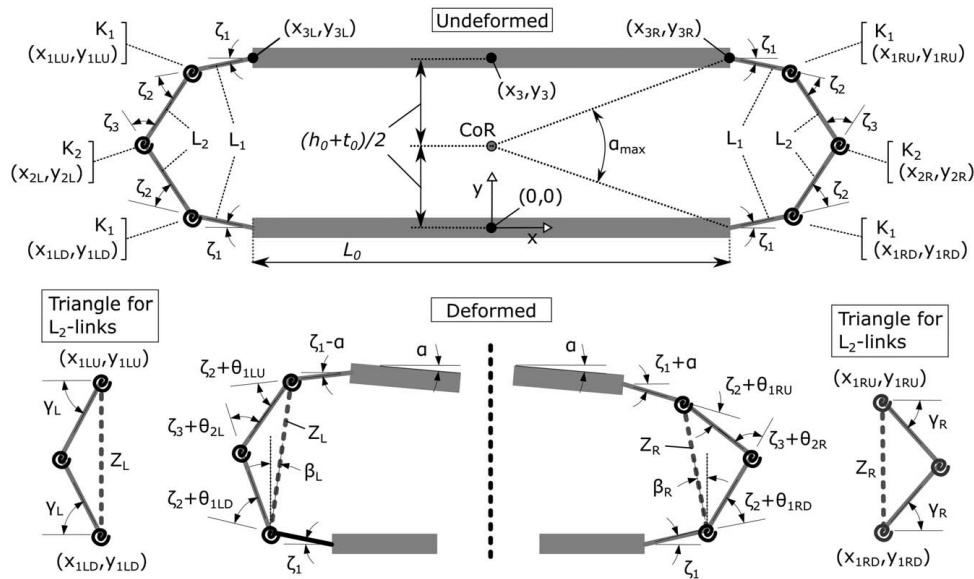 Undeformed
K₁
(x₁LU,y₁LU)
ζ₁
(x₃L,y₃L)
(x₃R,y₃R)
ζ₁
K₁
(x₁RU,y₁RU)
ζ₂
(x₃,y₃)
ζ₂
ζ₃
L₂
L₁
(h₀+t₀)/2
CoR
α_max
L₁
L₂
ζ₃
K₂
(x₂L,y₂L)
K₂
(x₂R,y₂R)
ζ₂
y
(0,0)
ζ₂
K₁
(x₁LD,y₁LD)
ζ₁
x
ζ₁
K₁
(x₁RD,y₁RD)
L₀
Triangle for
L₂-links
Deformed
Triangle for
L₂-links
(x₁LU,y₁LU)
γL
ZL
γL
(x₁LD,y₁LD)
ζ₁-α
α
ζ₂+θ₁LU
ζ₃+θ₂L
ZL
βL
ζ₂+θ₁LD
ζ₁
α
ζ₁+α
ζ₂+θ₁RU
ZR
ζ₃+θ₂R
βR
ζ₂+θ₁RD
ζ₁
(x₁RU,y₁RU)
γR
ZR
γR
(x₁RD,y₁RD)